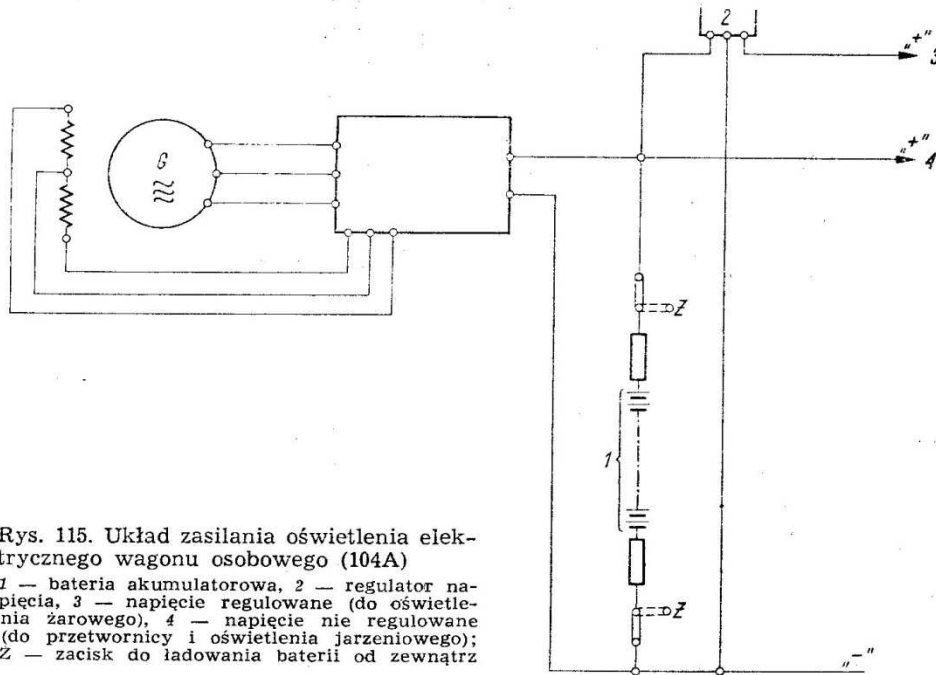 2
"+" 3
"+" 4
G
Z
1
Z
"-"
Rys. 115. Układ zasilania oświetlenia elek-
trycznego wagonu osobowego (104A)
1 — bateria akumulatorowa, 2 — regulator na-
pięcia, 3 — napięcie regulowane (do oświetle-
nia żarowego), 4 — napięcie nie regulowane
(do przetwornicy i oświetlenia jarzeniowego);
Z — zacisk do ładowania baterii od zewnątrz